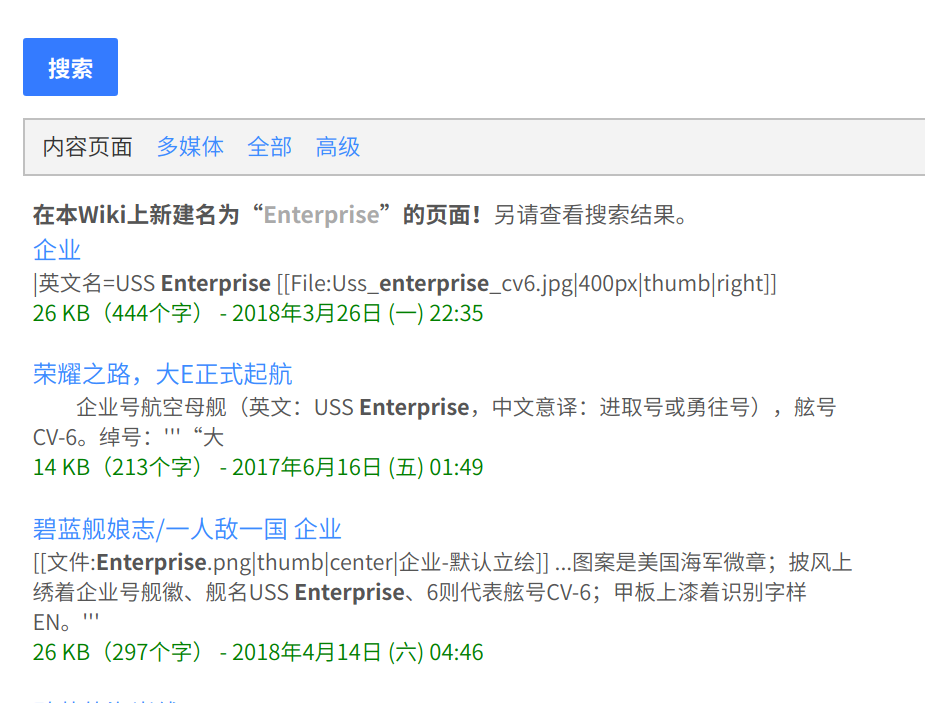 搜索
内容页面 多媒体 全部 高级
在本Wiki上新建名为“Enterprise”的页面！另请查看搜索结果。
企业
|英文名=USS Enterprise [[File:Uss_enterprise_cv6.jpg|400px|thumb|right]]
26 KB（444个字） - 2018年3月26日 (一) 22:35
荣耀之路，大E正式起航
企业号航空母舰（英文：USS Enterprise，中文意译：进取号或勇往号），舷号
CV-6。绰号：'''“大
14 KB（213个字） - 2017年6月16日 (五) 01:49
碧蓝舰娘志/一人敌一国 企业
[[文件:Enterprise.png|thumb|center|企业-默认立绘]] ...图案是美国海军微章；披风上
绣着企业号舰徽、舰名USS Enterprise、6则代表舷号CV-6；甲板上漆着识别字样
EN。'''
26 KB（297个字） - 2018年4月14日 (六) 04:46